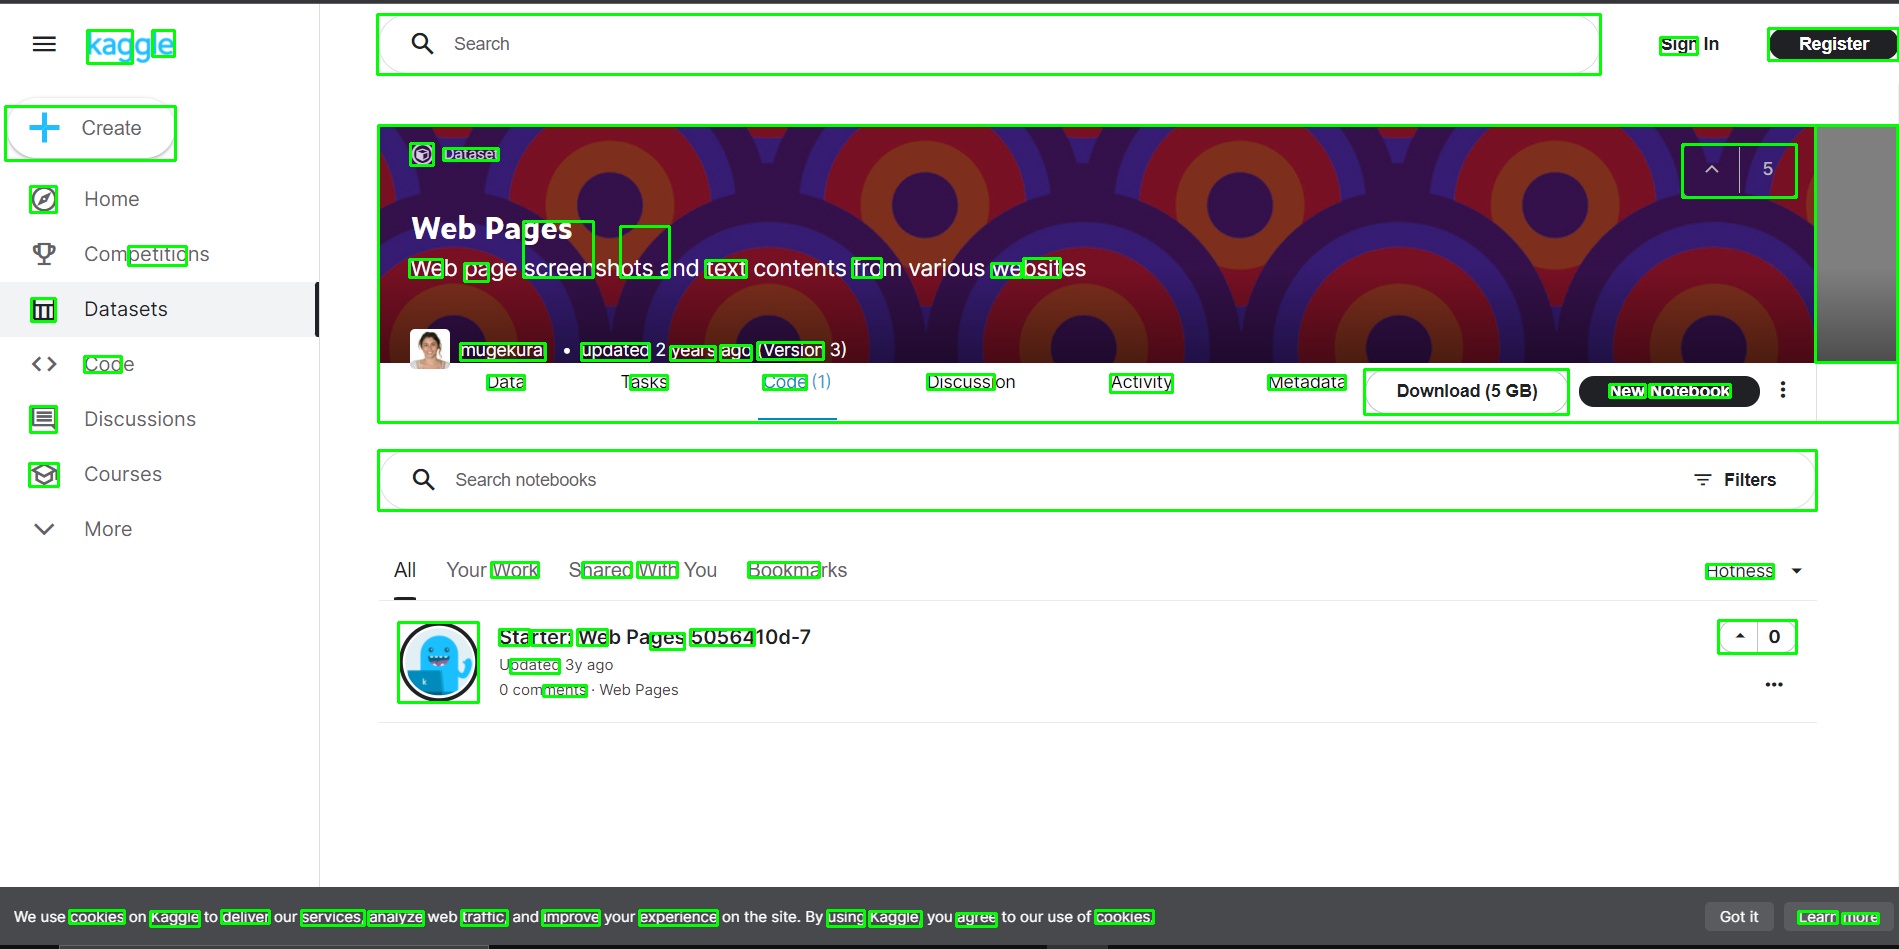 kaggle
Search
Sign In
Register
Create
Home
Competitions
Datasets
Code
Discussions
Courses
More
Dataset
5
Web Pages
Web page screenshots and text contents from various websites
mugekural • updated 2 years ago (Version 3)
Data Tasks Code (1) Discussion Activity Metadata Download (5 GB) New Notebook
Search notebooks
Filters
All Your Work Shared With You Bookmarks
Hotness
Starter: Web Pages 5056410d-7
0
Updated 3y ago
0 comments · Web Pages
We use cookies on Kaggle to deliver our services, analyze web traffic, and improve your experience on the site. By using Kaggle, you agree to our use of cookies.
Got it
Learn more